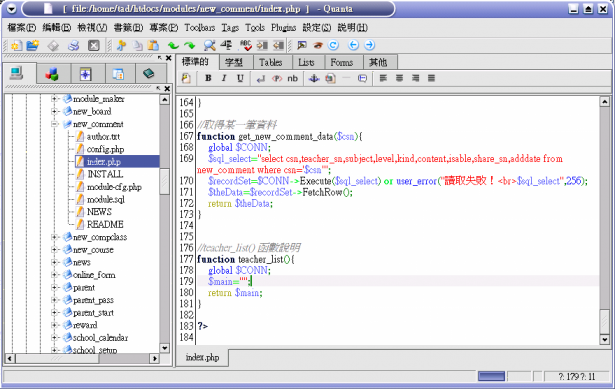 [ file:/home/tad/htdocs/modules/new_comment/index.php ] - Quanta
檔案(F) 編輯(E) 檢視(V) 書籤(B) 專案(P) Toolbars Tags Tools Plugins 設定(S) 說明(H)
標準的 字型 Tables Lists Forms 其他
B I U nb
module_maker
new_board
new_comment
author.txt
config.php
index.php
INSTALL
module-cfg.php
module.sql
NEWS
README
new_compclass
new_course
news
online_form
parent
parent_pass
parent_start
reward
school_calendar
school_setup
164 }
165
166 //取得某一筆資料
167 function get_new_comment_data($csn){
168 global $CONN;
169 $sql_select="select csn,teacher_sn,subject,level,kind,content,isable,share_sn,adddate from
new_comment where csn='$csn'";
170 $recordSet=$CONN->Execute($sql_select) or user_error("讀取失敗！<br>$sql_select",256);
171 $theData=$recordSet->FetchRow();
172 return $theData;
173 }
174
175
176 //teacher_list() 函數說明
177 function teacher_list(){
178 global $CONN;
179 $main="";
180 return $main;
181 }
182
183 ?>
184
index.php
?: 179 ?: 11